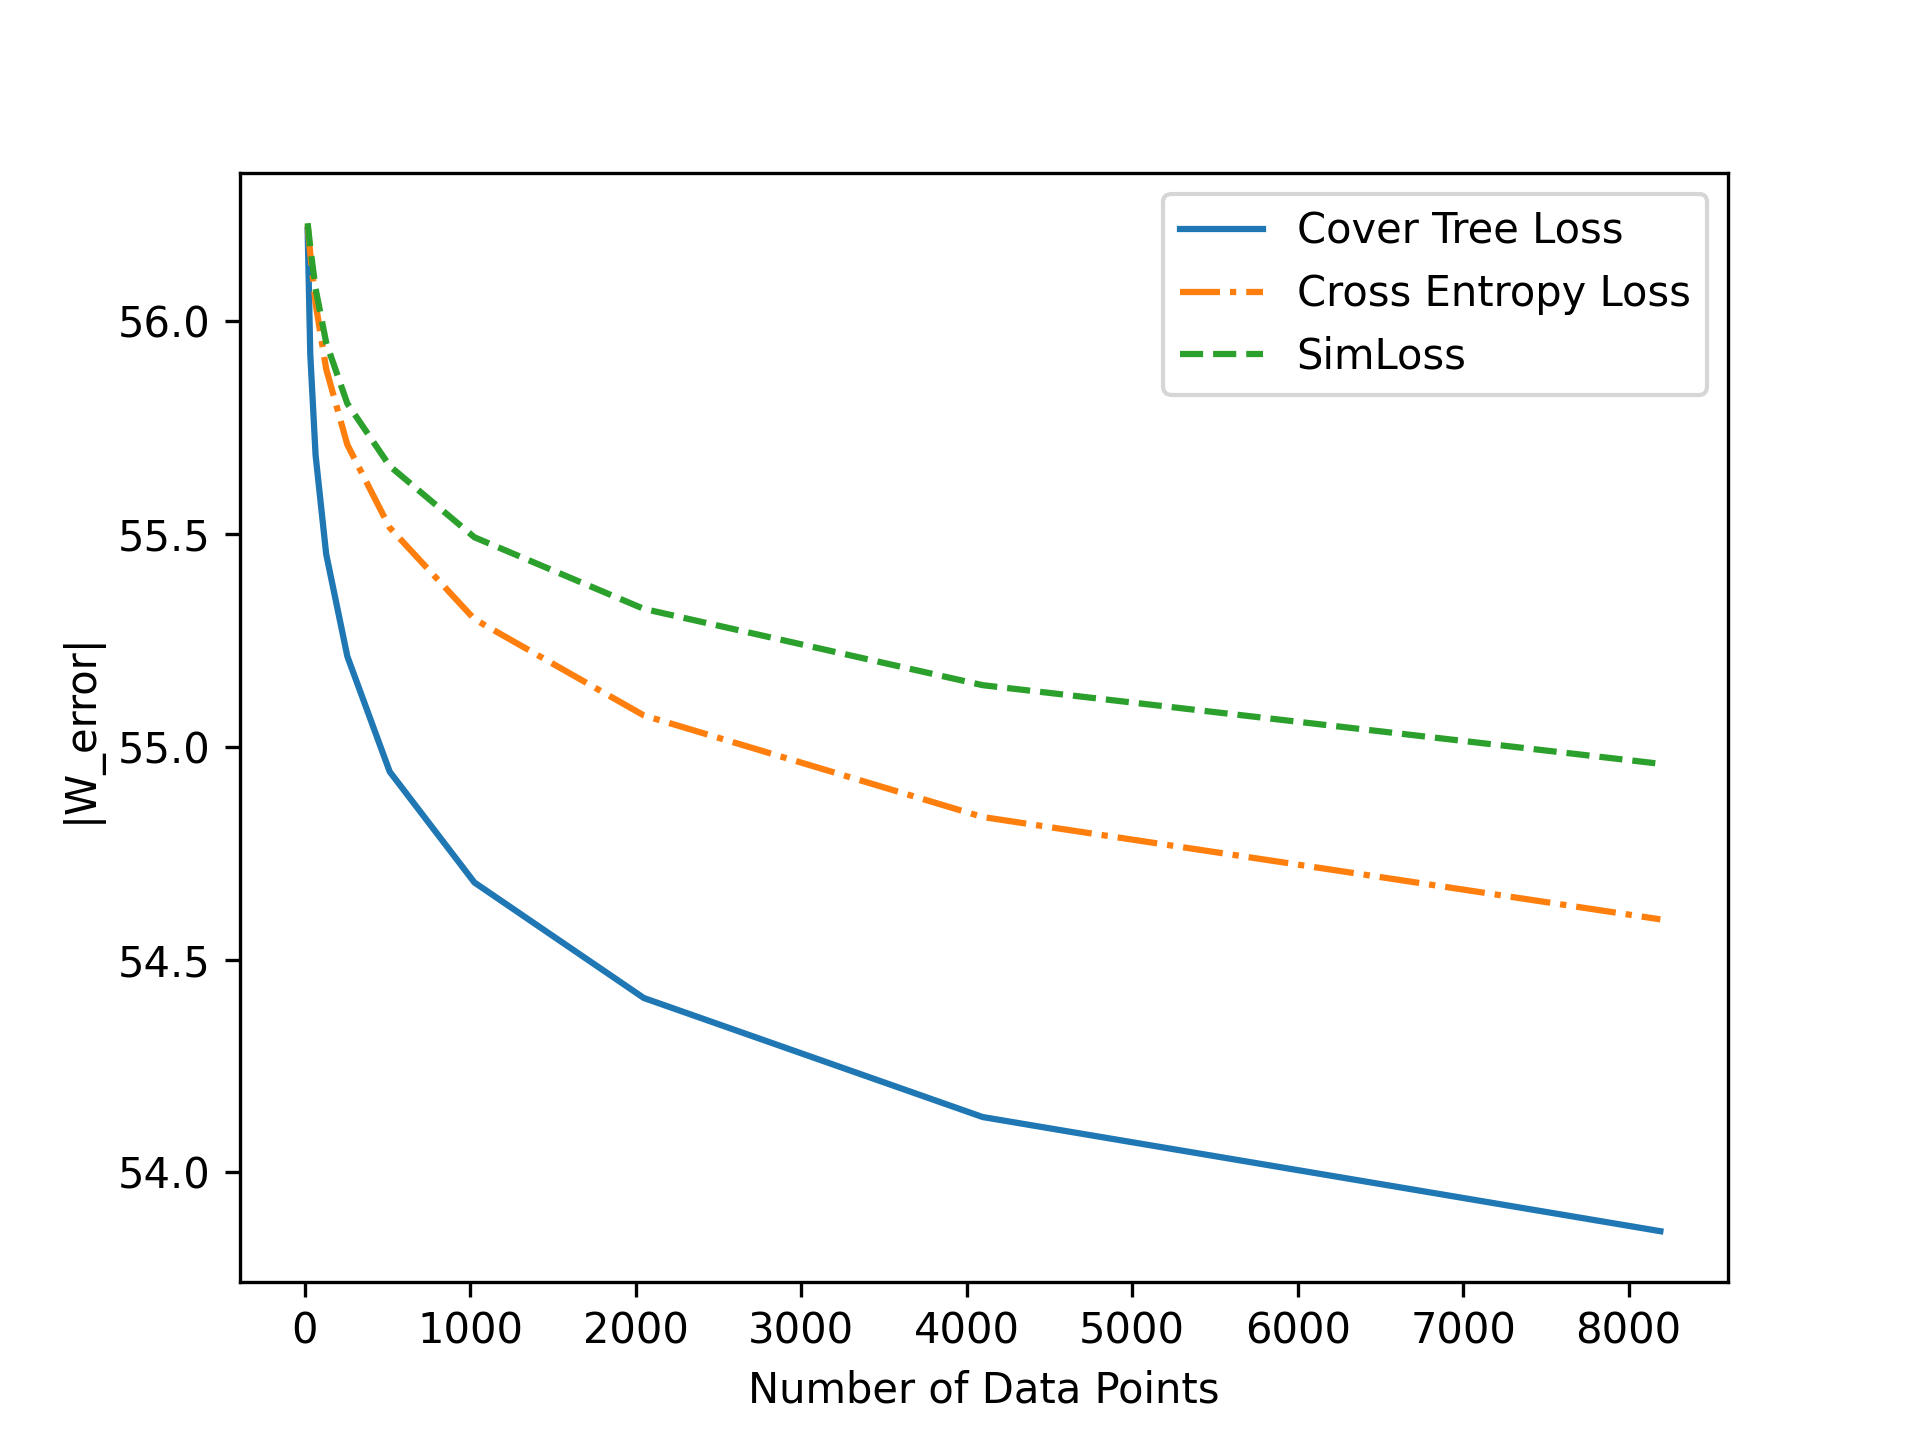 Cover Tree Loss
Cross Entropy Loss
SimLoss
|W_error|
56.0
55.5
55.0
54.5
54.0
0 1000 2000 3000 4000 5000 6000 7000 8000
Number of Data Points